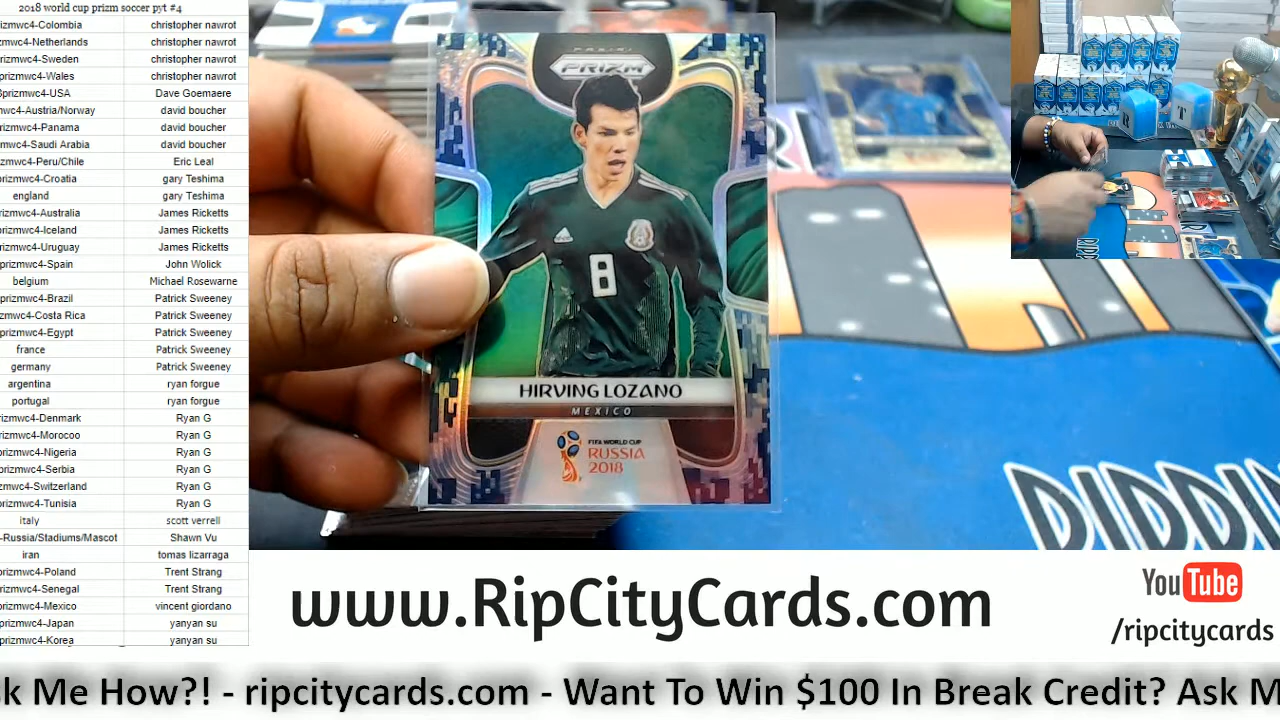 2018 world cup prizm soccer pyt #4
rizmwc4-Colombia christopher nawrot
zmwc4-Netherlands christopher nawrot
rizmwc4-Sweden christopher nawrot
prizmwc4-Wales christopher nawrot
prizmwc4-USA Dave Goemaere
nwc4-Austria/Norway david boucher
rizmwc4-Panama david boucher
mwc4-Saudi Arabia david boucher
zmwc4-Peru/Chile Eric Leal
rizmwc4-Croatia gary Teshima
england gary Teshima
rizmwc4-Australia James Ricketts
rizmwc4-Iceland James Ricketts
izmwc4-Uruguay James Ricketts
prizmwc4-Spain John Wolick
belgium Michael Rosewarne
prizmwc4-Brazil Patrick Sweeney
zmwc4-Costa Rica Patrick Sweeney
prizmwc4-Egypt Patrick Sweeney
france Patrick Sweeney
germany Patrick Sweeney
argentina ryan forgue
portugal ryan forgue
rizmwc4-Denmark Ryan G
rizmwc4-Morocoo Ryan G
rizmwc4-Nigeria Ryan G
rizmwc4-Serbia Ryan G
zmwc4-Switzerland Ryan G
rizmwc4-Tunisia Ryan G
italy scott verrell
-Russia/Stadiums/Mascot Shawn Vu
iran tomas lizarraga
prizmwc4-Poland Trent Strang
rizmwc4-Senegal Trent Strang
prizmwc4-Mexico vincent giordano
prizmwc4-Japan yanyan su
prizmwc4-Korea yanyan su
PANINI
PRIZM
8
HIRVING LOZANO
MEXICO
FIFA WORLD CUP
RUSSIA
2018
R T
www.RipCityCards.com
YouTube
/ripcitycards
sk Me How?! - ripcitycards.com - Want To Win $100 In Break Credit? Ask M